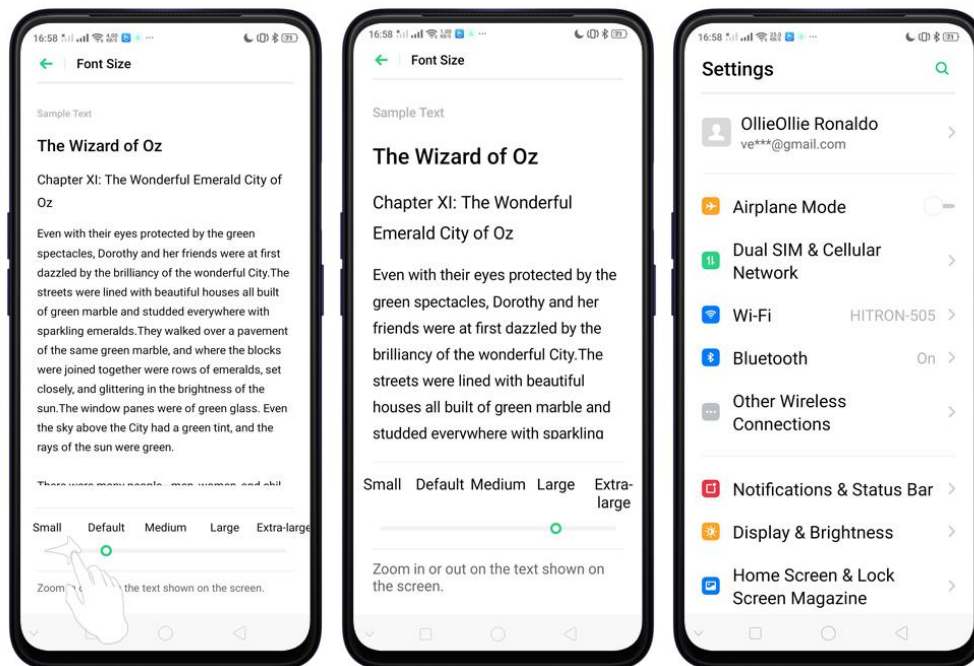 16:58
Font Size
Sample Text
The Wizard of Oz
Chapter XI: The Wonderful Emerald City of
Oz
Even with their eyes protected by the green
spectacles, Dorothy and her friends were at first
dazzled by the brilliancy of the wonderful City.The
streets were lined with beautiful houses all built
of green marble and studded everywhere with
sparkling emeralds.They walked over a pavement
of the same green marble, and where the blocks
were joined together were rows of emeralds, set
closely, and glittering in the brightness of the
sun.The window panes were of green glass. Even
the sky above the City had a green tint, and the
rays of the sun were green.
There were many people
Small Default Medium Large Extra-large
Zoom the text shown on the screen.
16:58
Font Size
Sample Text
The Wizard of Oz
Chapter XI: The Wonderful
Emerald City of Oz
Even with their eyes protected by the
green spectacles, Dorothy and her
friends were at first dazzled by the
brilliancy of the wonderful City.The
streets were lined with beautiful
houses all built of green marble and
studded everywhere with sparkling
Small Default Medium Large Extra-
large
Zoom in or out on the text shown on
the screen.
16:58
Settings
OllieOllie Ronaldo
ve***@gmail.com
Airplane Mode
Dual SIM & Cellular
Network
Wi-Fi HITRON-505
Bluetooth On
Other Wireless
Connections
Notifications & Status Bar
Display & Brightness
Home Screen & Lock
Screen Magazine